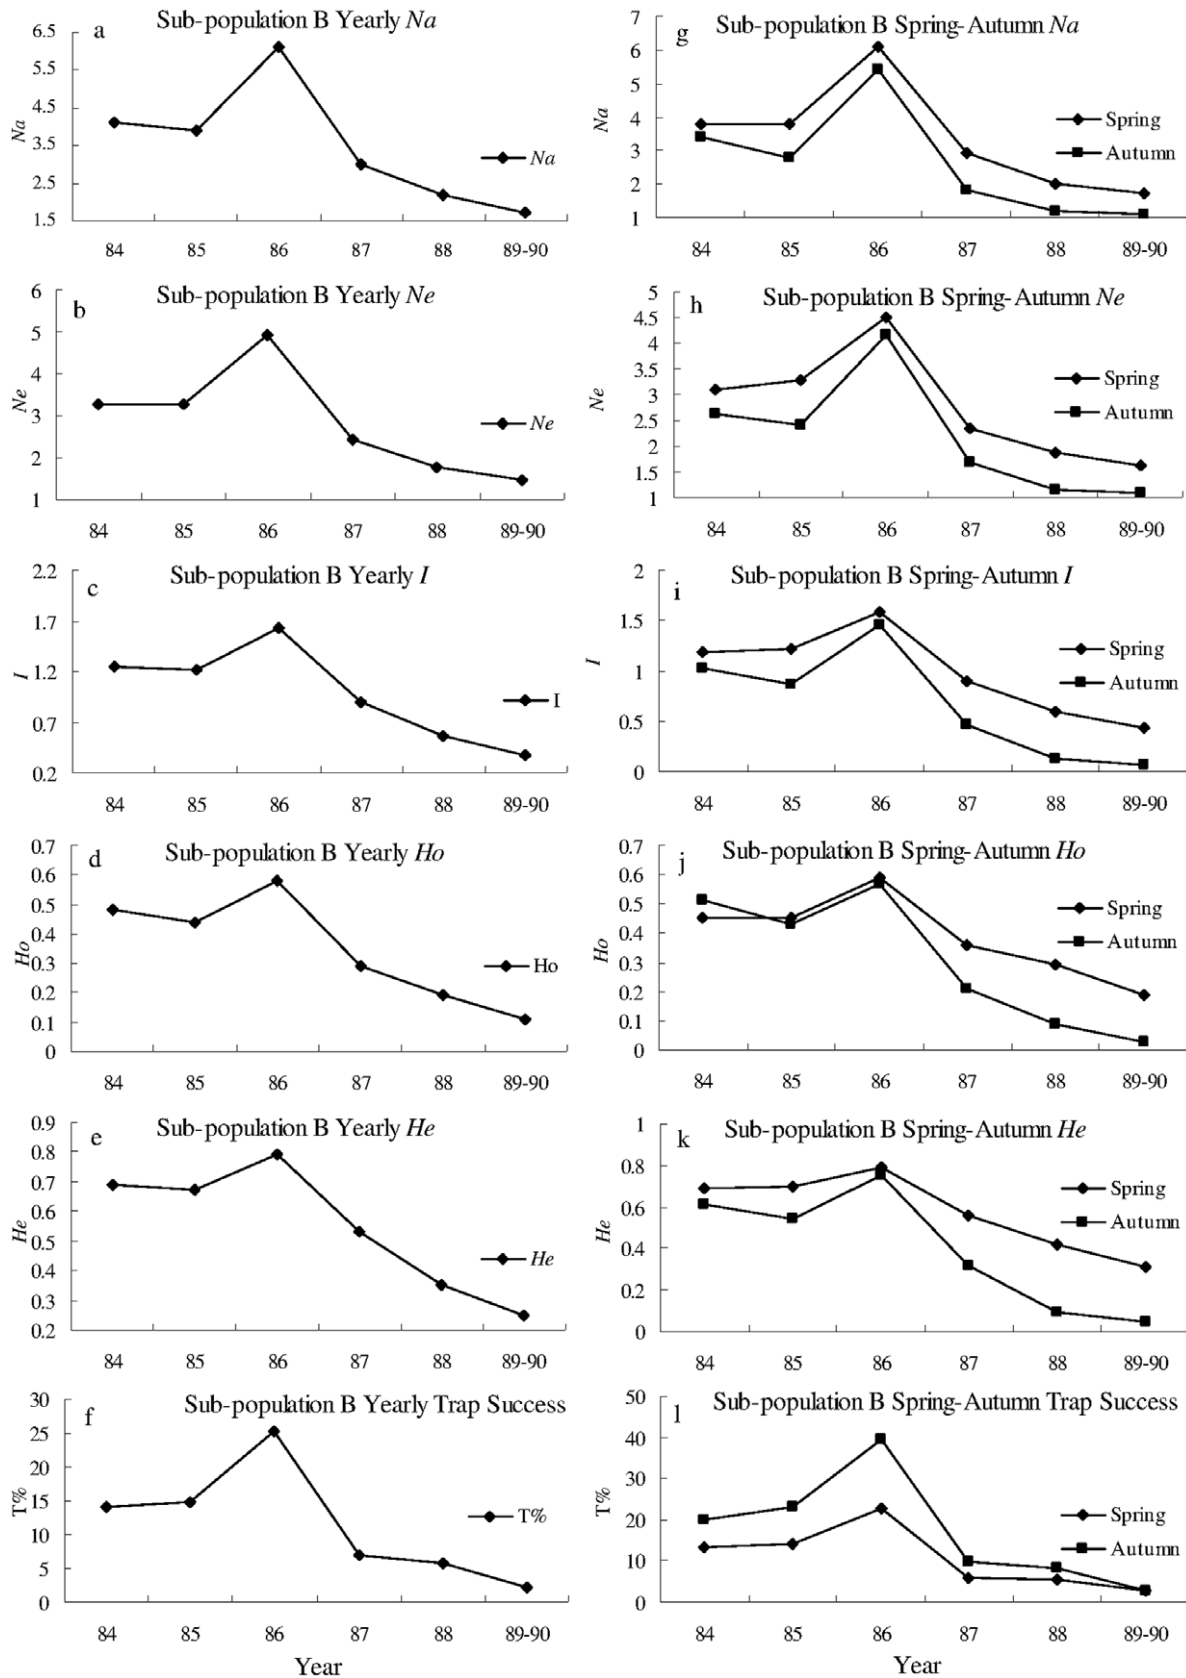 a
Sub-population B Yearly Na
6.5
5.5
4.5
3.5
2.5
1.5
Na
Na
84 85 86 87 88 89-90
g
Sub-population B Spring-Autumn Na
7
6
5
4
3
2
1
Na
Spring
Autumn
84 85 86 87 88 89-90
b
Sub-population B Yearly Ne
6
5
4
3
2
1
Ne
Ne
84 85 86 87 88 89-90
h
Sub-population B Spring-Autumn Ne
5
4.5
4
3.5
3
2.5
2
1.5
1
Ne
Spring
Autumn
84 85 86 87 88 89-90
c
Sub-population B Yearly I
2.2
1.7
1.2
0.7
0.2
I
I
84 85 86 87 88 89-90
i
Sub-population B Spring-Autumn I
2
1.5
1
0.5
0
I
Spring
Autumn
84 85 86 87 88 89-90
d
Sub-population B Yearly Ho
0.7
0.6
0.5
0.4
0.3
0.2
0.1
0
Ho
Ho
84 85 86 87 88 89-90
j
Sub-population B Spring-Autumn Ho
0.7
0.6
0.5
0.4
0.3
0.2
0.1
0
Ho
Spring
Autumn
84 85 86 87 88 89-90
e
Sub-population B Yearly He
0.9
0.8
0.7
0.6
0.5
0.4
0.3
0.2
He
He
84 85 86 87 88 89-90
k
Sub-population B Spring-Autumn He
1
0.8
0.6
0.4
0.2
0
He
Spring
Autumn
84 85 86 87 88 89-90
f
Sub-population B Yearly Trap Success
30
25
20
15
10
5
0
T%
T%
84 85 86 87 88 89-90
Year
l
Sub-population B Spring-Autumn Trap Success
50
40
30
20
10
0
T%
Spring
Autumn
84 85 86 87 88 89-90
Year